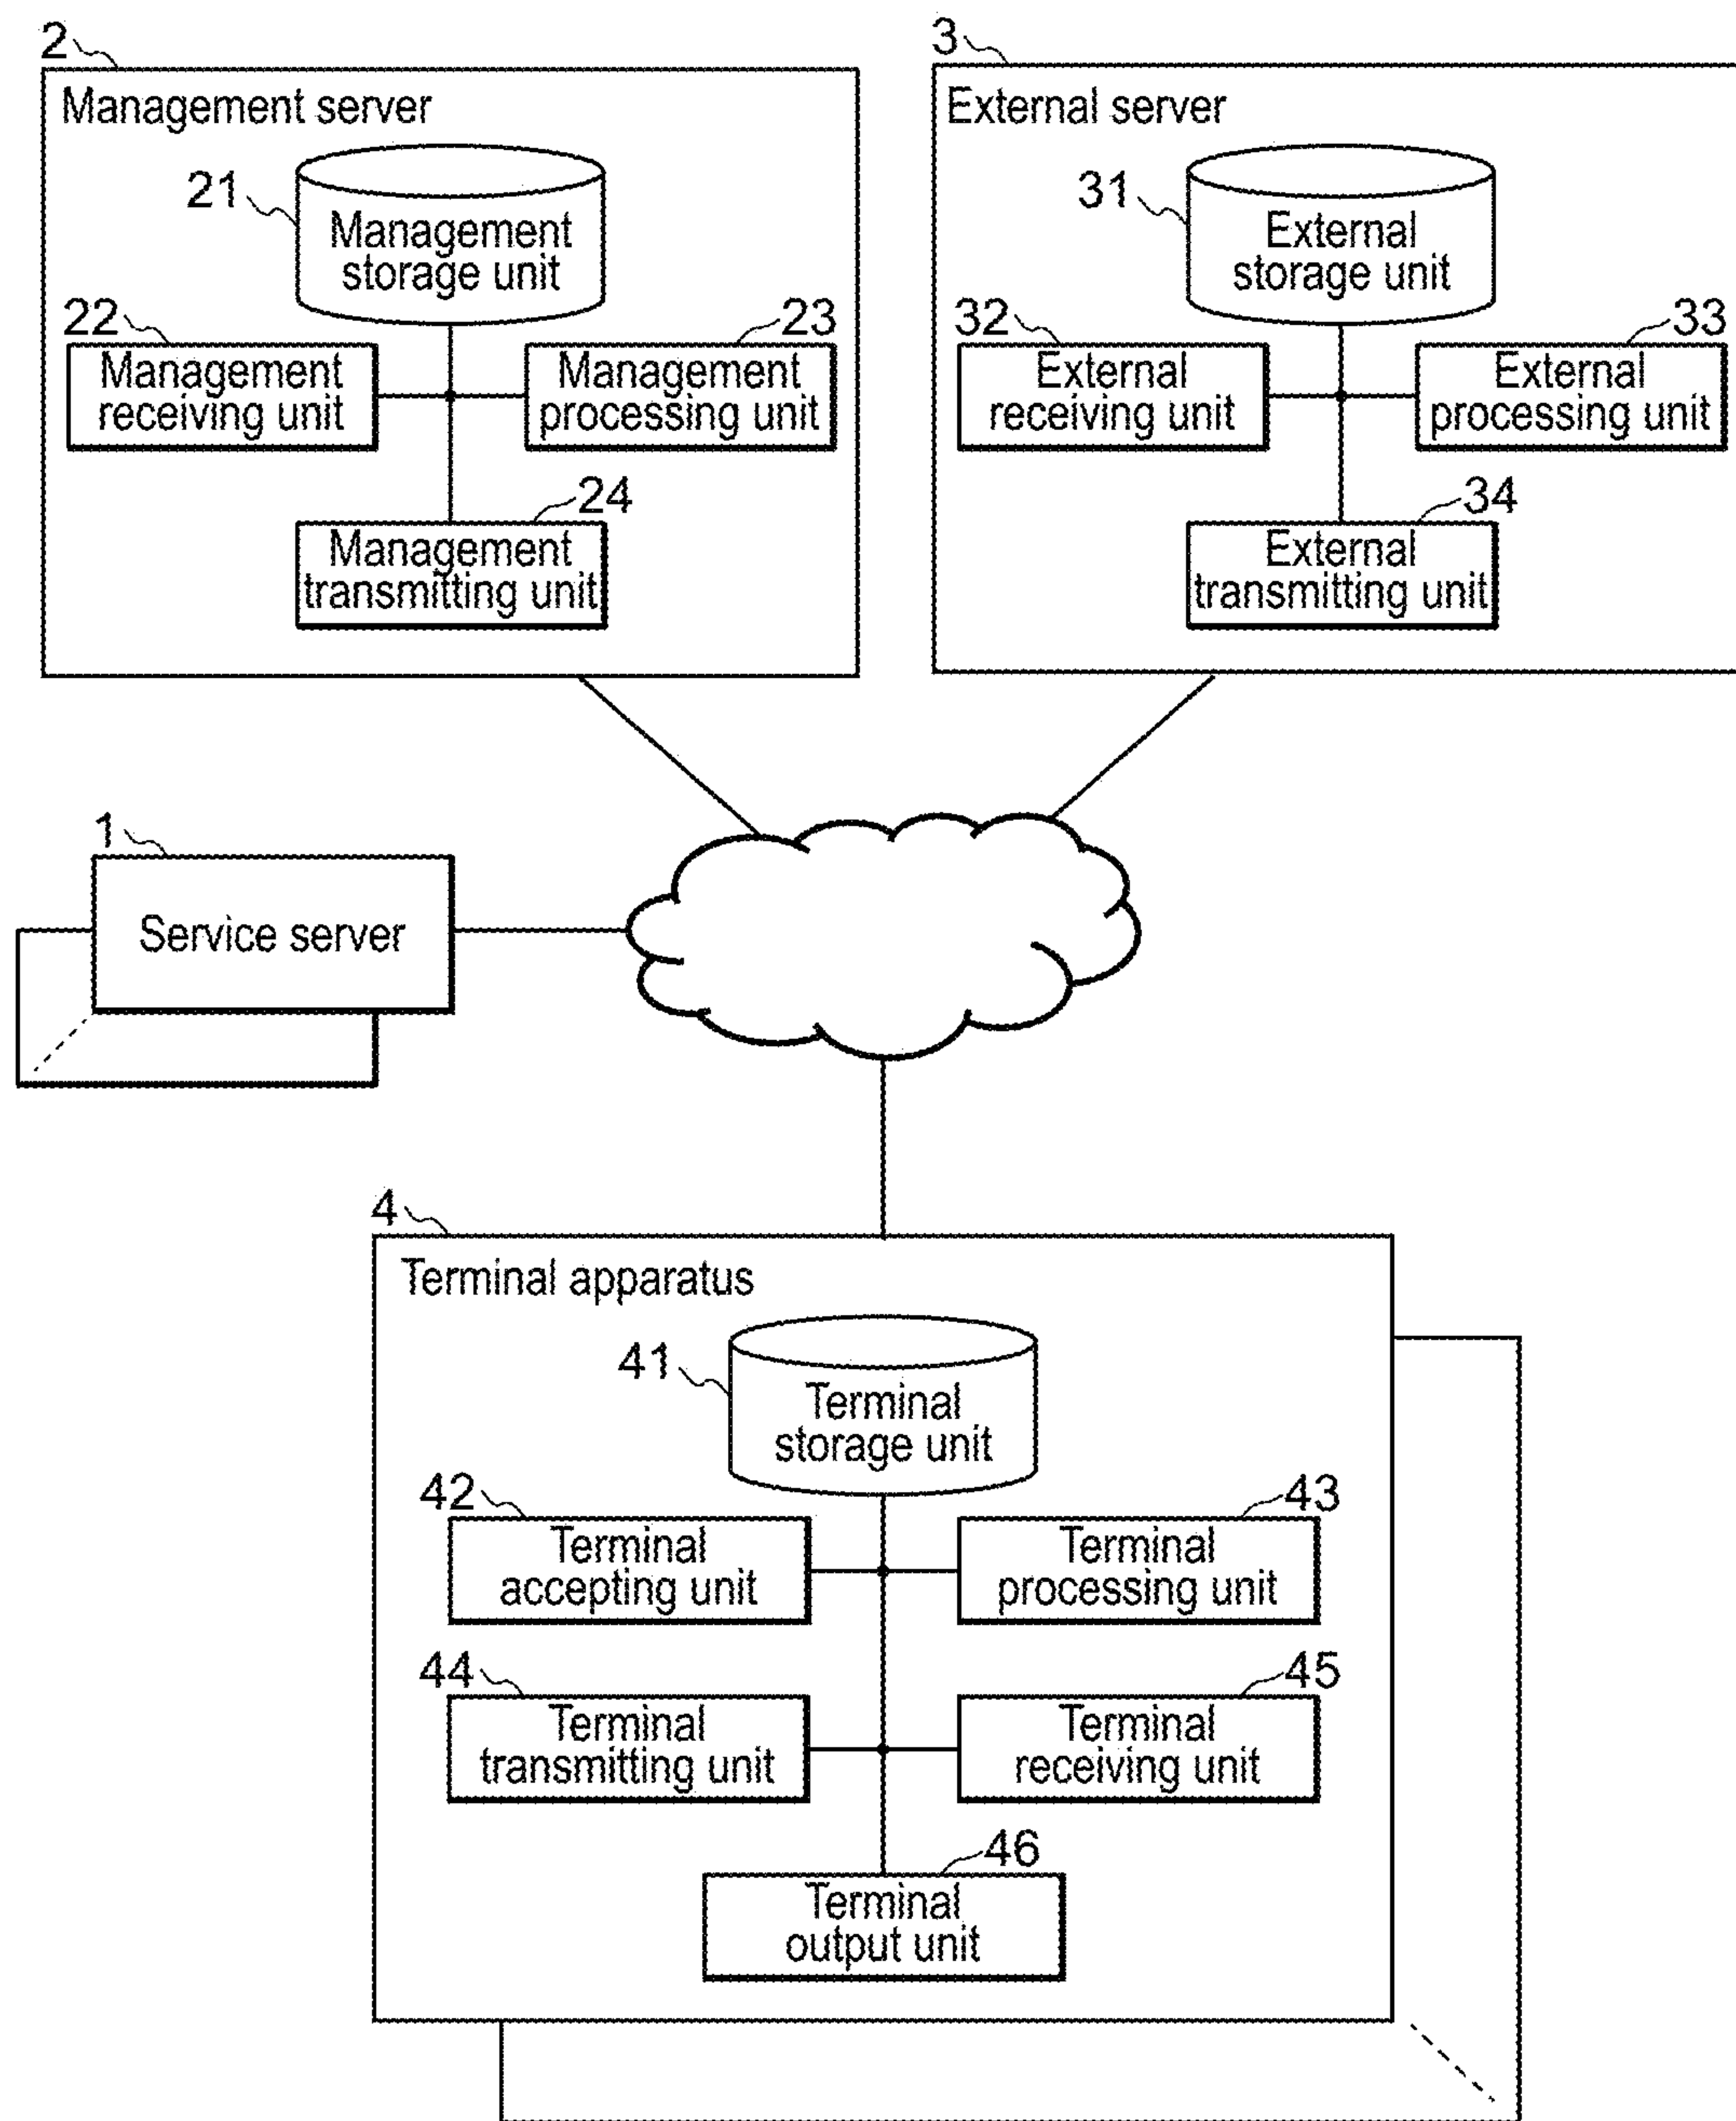 2
Management server
21
Management
storage unit
22
23
Management
receiving unit
Management
processing unit
24
Management
transmitting unit
3
External server
31
External
storage unit
32
33
External
receiving unit
External
processing unit
34
External
transmitting unit
1
Service server
4
Terminal apparatus
41
Terminal
storage unit
42
43
Terminal
accepting unit
Terminal
processing unit
44
45
Terminal
transmitting unit
Terminal
receiving unit
46
Terminal
output unit